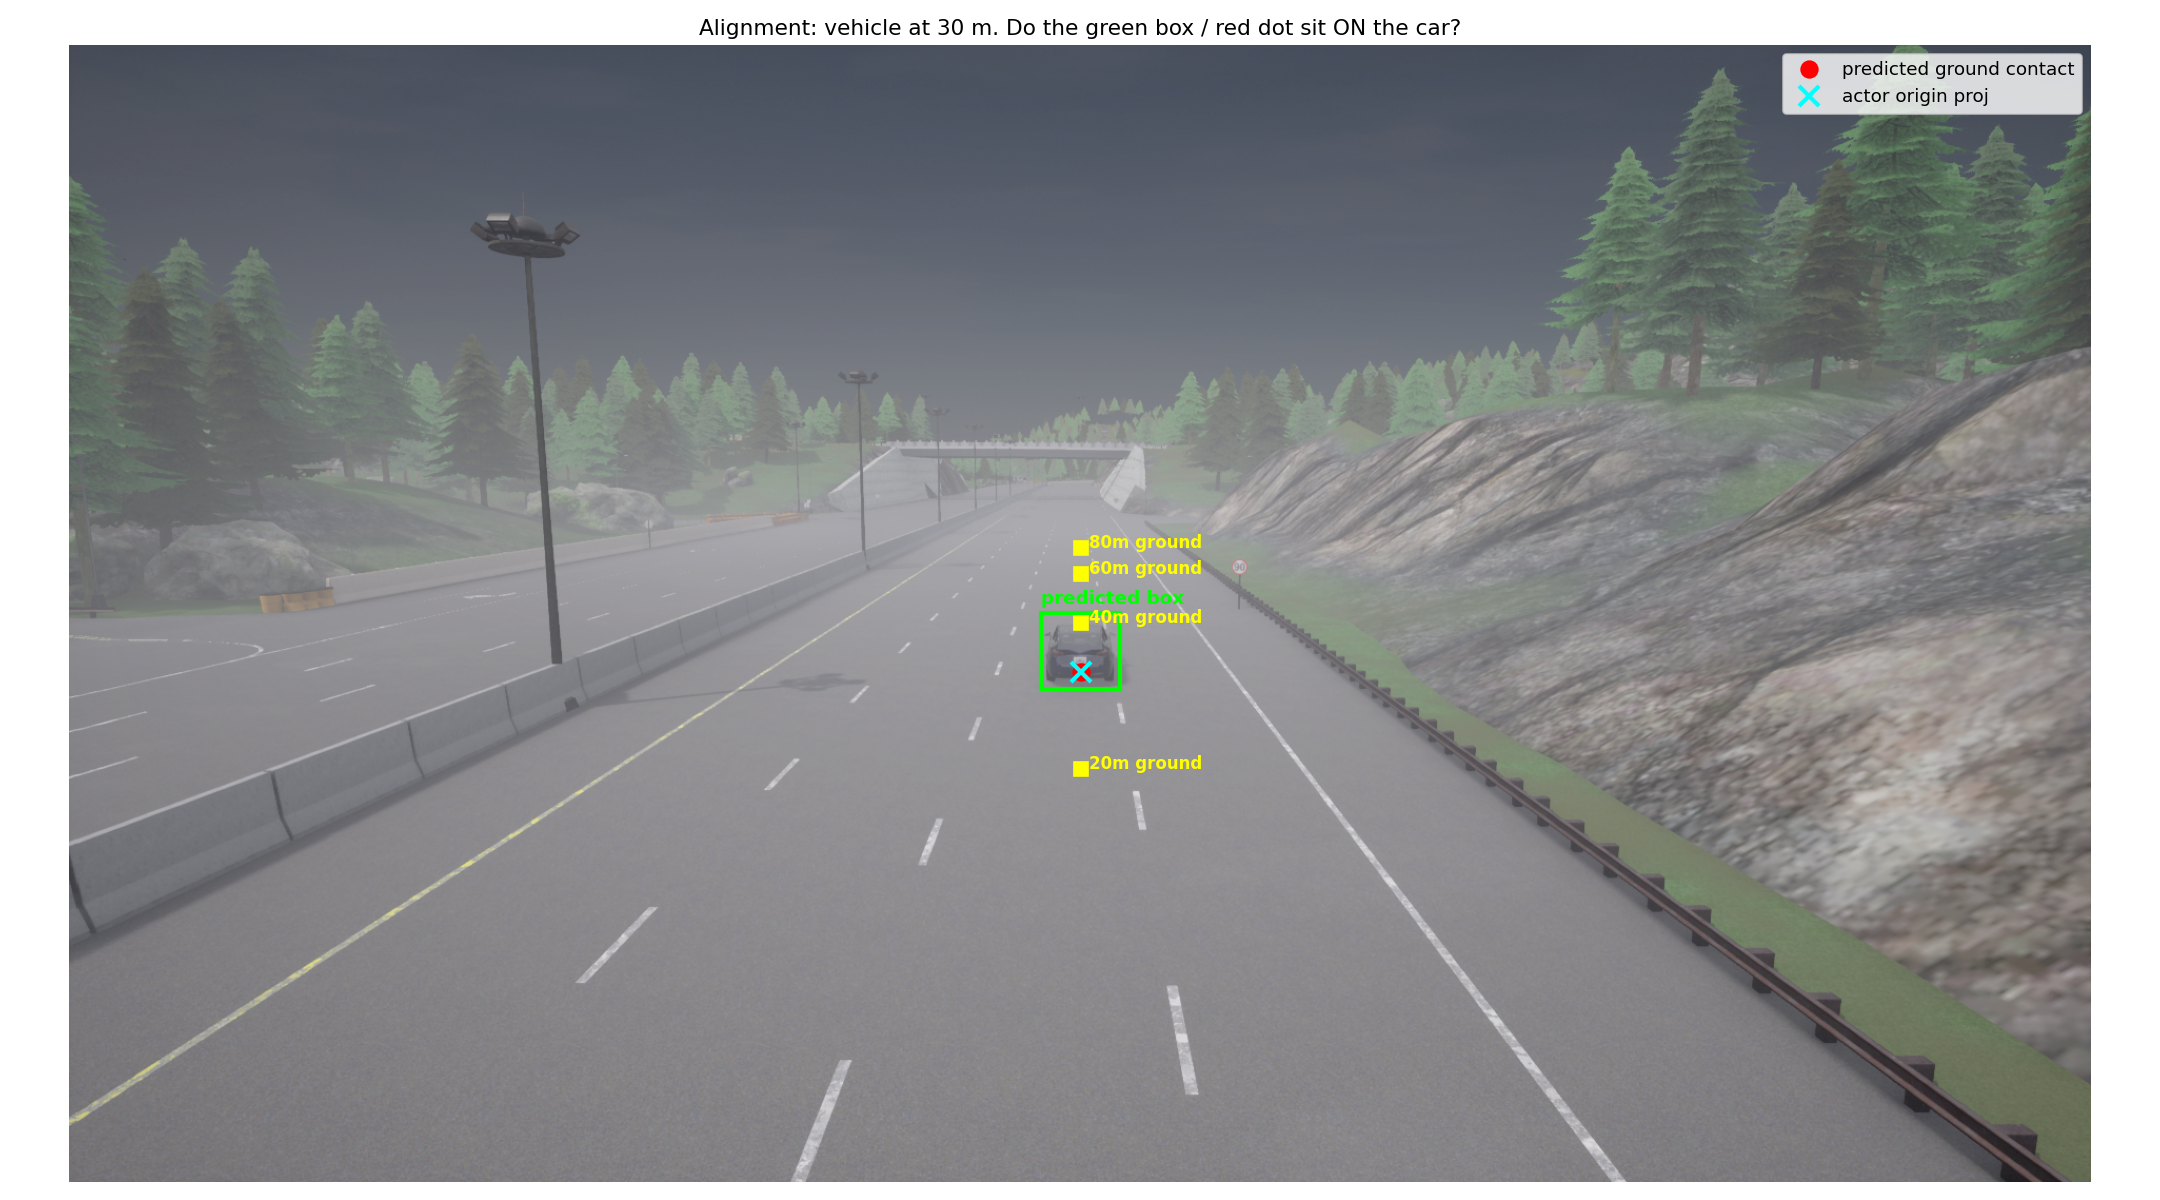 Alignment: vehicle at 30 m. Do the green box / red dot sit ON the car?
predicted ground contact
actor origin proj
80m ground
60m ground
predicted box
40m ground
20m ground